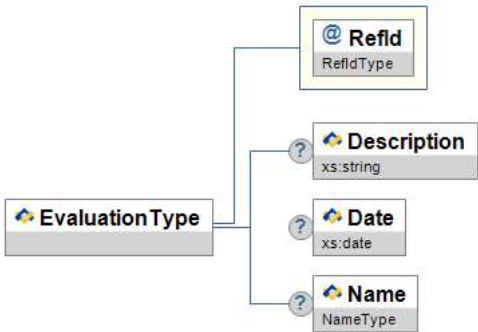 @ RefId
RefIdType
? Description
xs:string
EvaluationType
? Date
xs:date
? Name
NameType